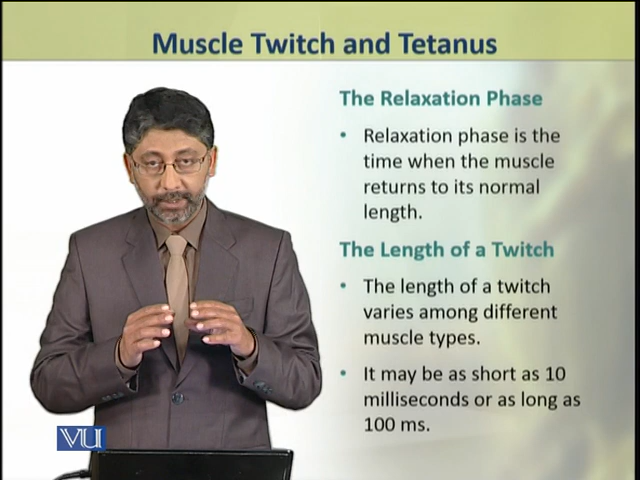 Muscle Twitch and Tetanus
The Relaxation Phase
• Relaxation phase is the
time when the muscle
returns to its normal
length.
The Length of a Twitch
• The length of a twitch
varies among different
muscle types.
• It may be as short as 10
milliseconds or as long as
100 ms.
VU